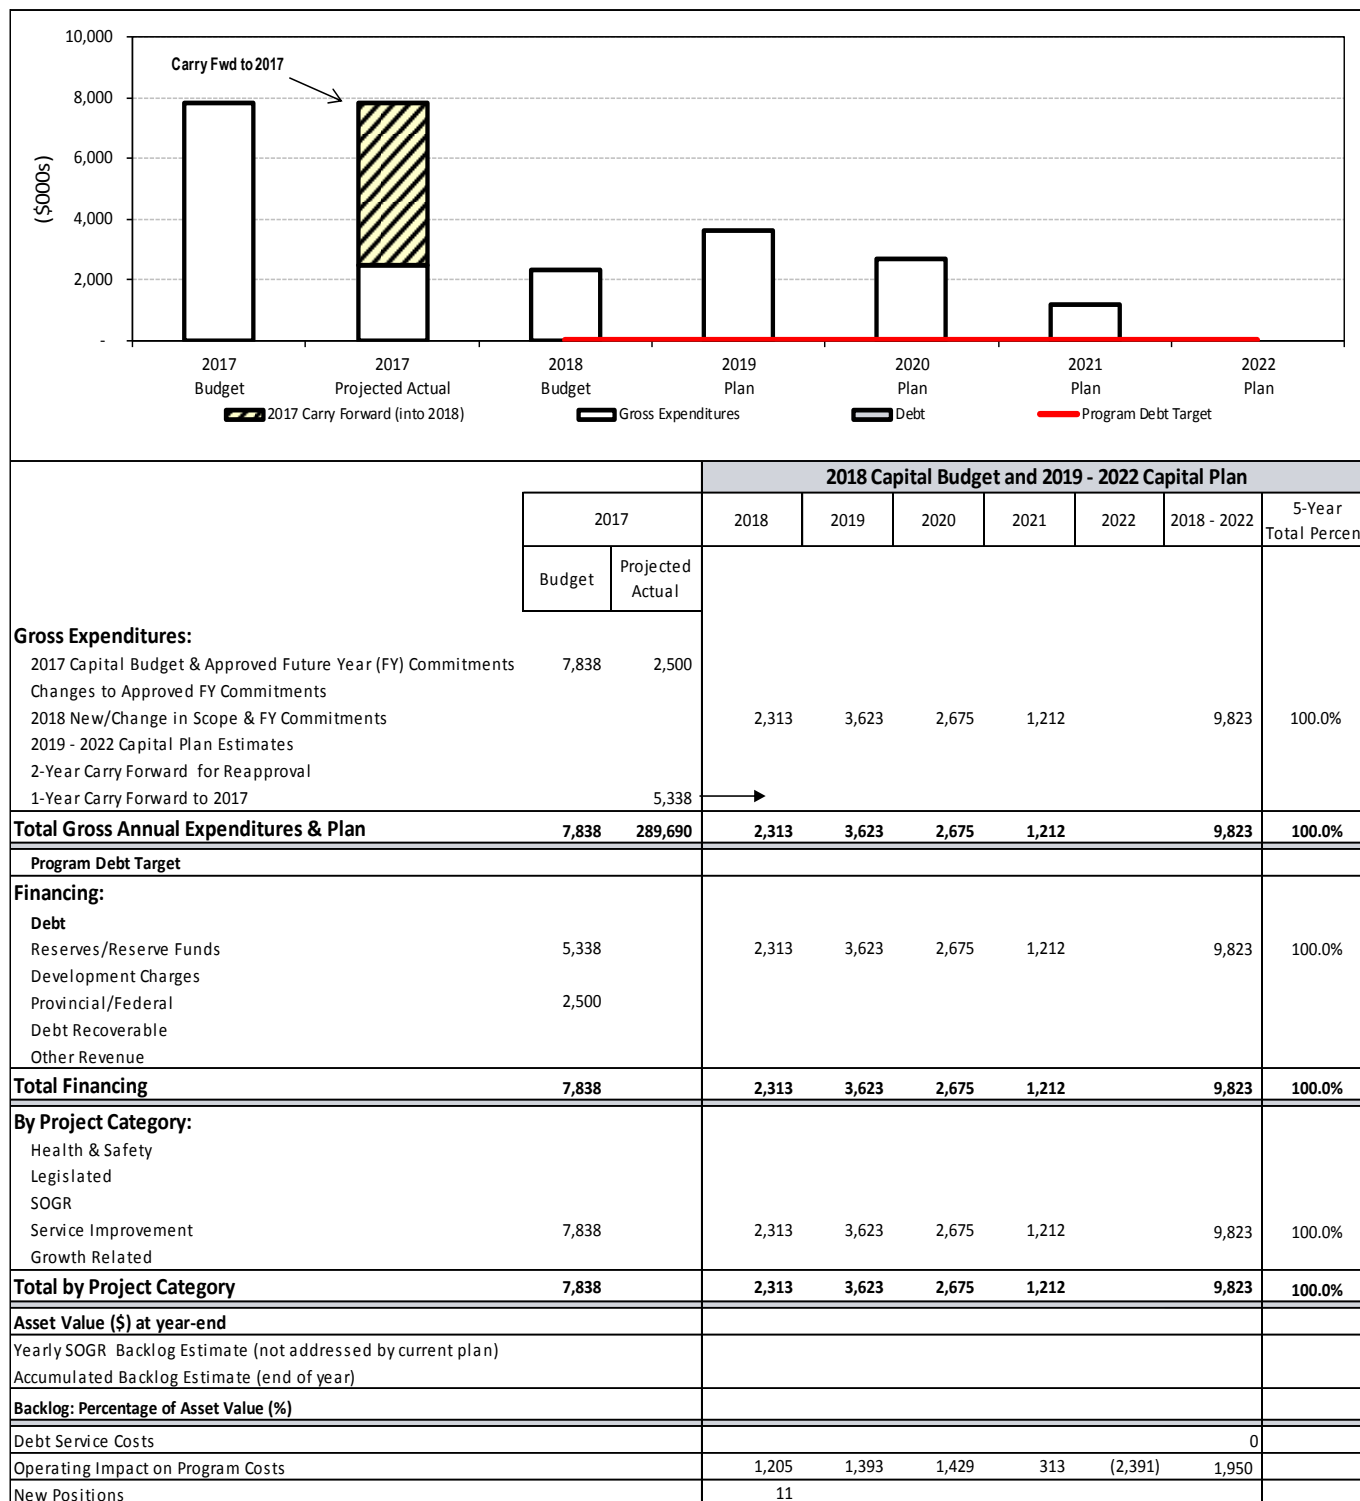 10,000
Carry Fwd to 2017
8,000
6,000
($000s)
4,000
2,000
-
2017 2017 2018 2019 2020 2021 2022
Budget Projected Actual Budget Plan Plan Plan Plan
2017 Carry Forward (into 2018) Gross Expenditures Debt Program Debt Target
2018 Capital Budget and 2019 - 2022 Capital Plan
2017 2018 2019 2020 2021 2022 2018 - 2022 5-Year
Total Percen
Budget Projected
Actual
Gross Expenditures:
2017 Capital Budget & Approved Future Year (FY) Commitments 7,838 2,500
Changes to Approved FY Commitments
2018 New/Change in Scope & FY Commitments 2,313 3,623 2,675 1,212 9,823 100.0%
2019 - 2022 Capital Plan Estimates
2-Year Carry Forward for Reapproval
1-Year Carry Forward to 2017 5,338
Total Gross Annual Expenditures & Plan 7,838 289,690 2,313 3,623 2,675 1,212 9,823 100.0%
Program Debt Target
Financing:
Debt
Reserves/Reserve Funds 5,338 2,313 3,623 2,675 1,212 9,823 100.0%
Development Charges
Provincial/Federal 2,500
Debt Recoverable
Other Revenue
Total Financing 7,838 2,313 3,623 2,675 1,212 9,823 100.0%
By Project Category:
Health & Safety
Legislated
SOGR
Service Improvement 7,838 2,313 3,623 2,675 1,212 9,823 100.0%
Growth Related
Total by Project Category 7,838 2,313 3,623 2,675 1,212 9,823 100.0%
Asset Value ($) at year-end
Yearly SOGR Backlog Estimate (not addressed by current plan)
Accumulated Backlog Estimate (end of year)
Backlog: Percentage of Asset Value (%)
Debt Service Costs 0
Operating Impact on Program Costs 1,205 1,393 1,429 313 (2,391) 1,950
New Positions 11